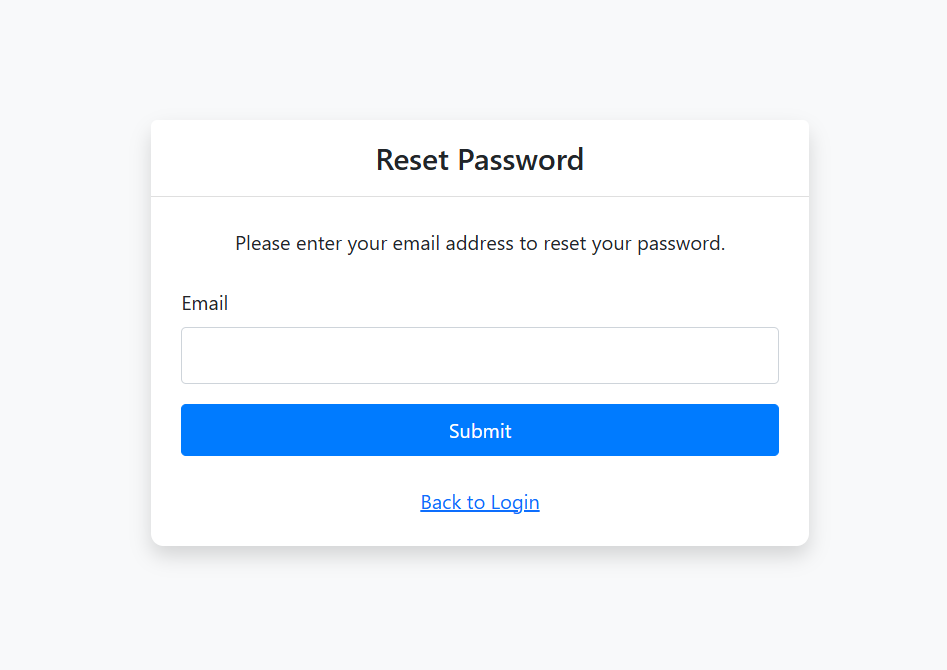 Reset Password
Please enter your email address to reset your password.
Email
Submit
Back to Login